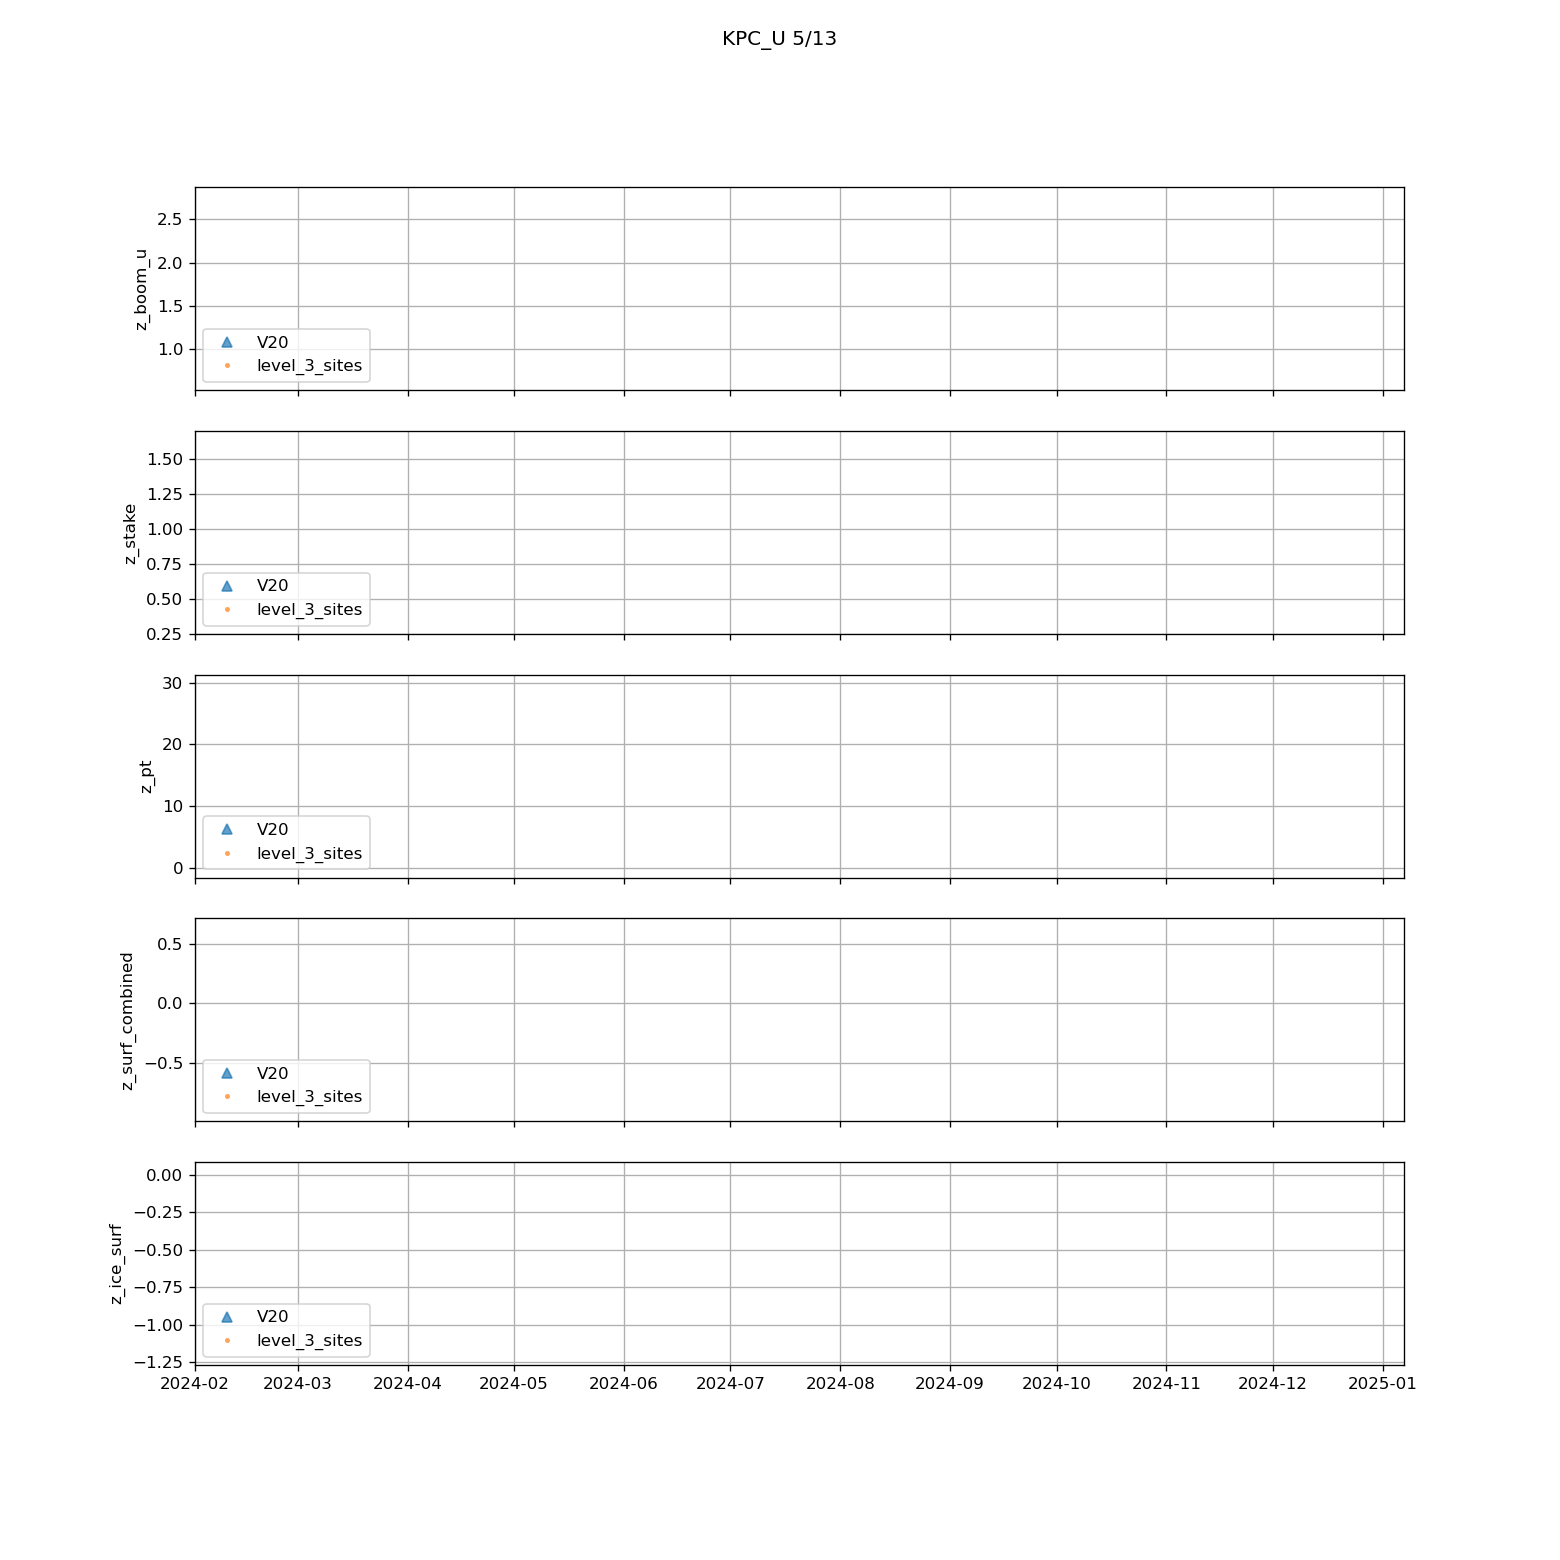 KPC_U 5/13
z_boom_u
2.5
2.0
1.5
1.0
V20
level_3_sites
z_stake
1.50
1.25
1.00
0.75
0.50
0.25
V20
level_3_sites
z_pt
30
20
10
0
V20
level_3_sites
z_surf_combined
0.5
0.0
−0.5
V20
level_3_sites
z_ice_surf
0.00
−0.25
−0.50
−0.75
−1.00
−1.25
V20
level_3_sites
2024-02 2024-03 2024-04 2024-05 2024-06 2024-07 2024-08 2024-09 2024-10 2024-11 2024-12 2025-01